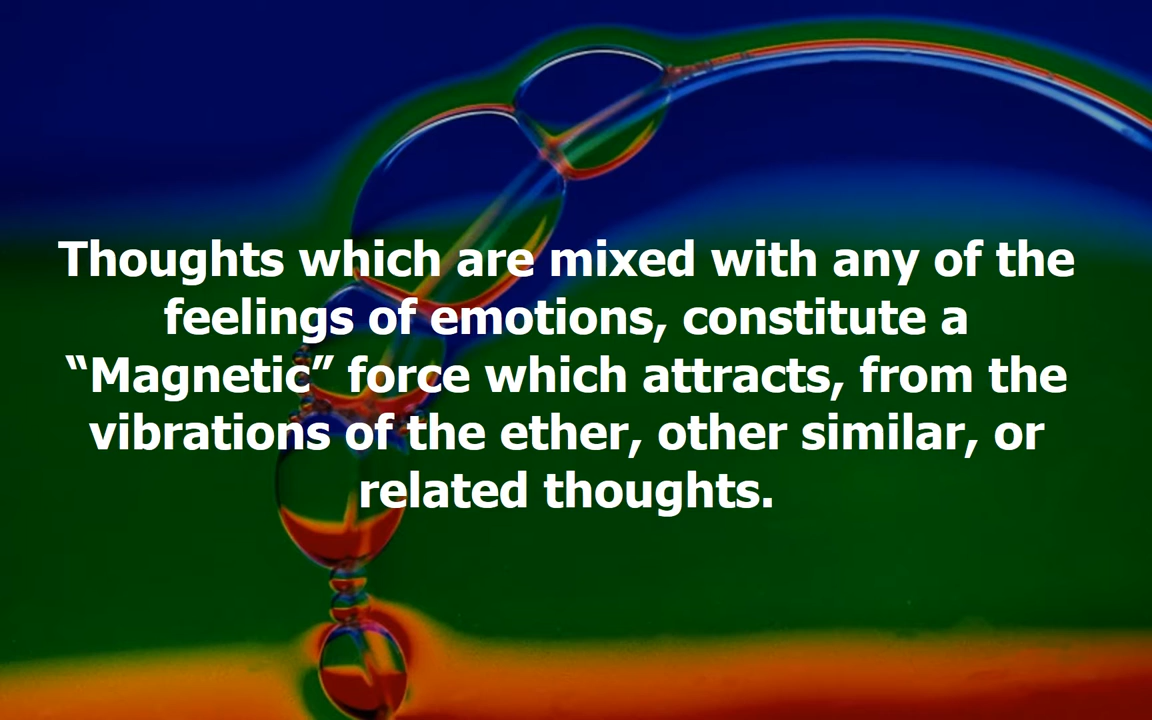 Thoughts which are mixed with any of the
feelings of emotions, constitute a
“Magnetic” force which attracts, from the
vibrations of the ether, other similar, or
related thoughts.